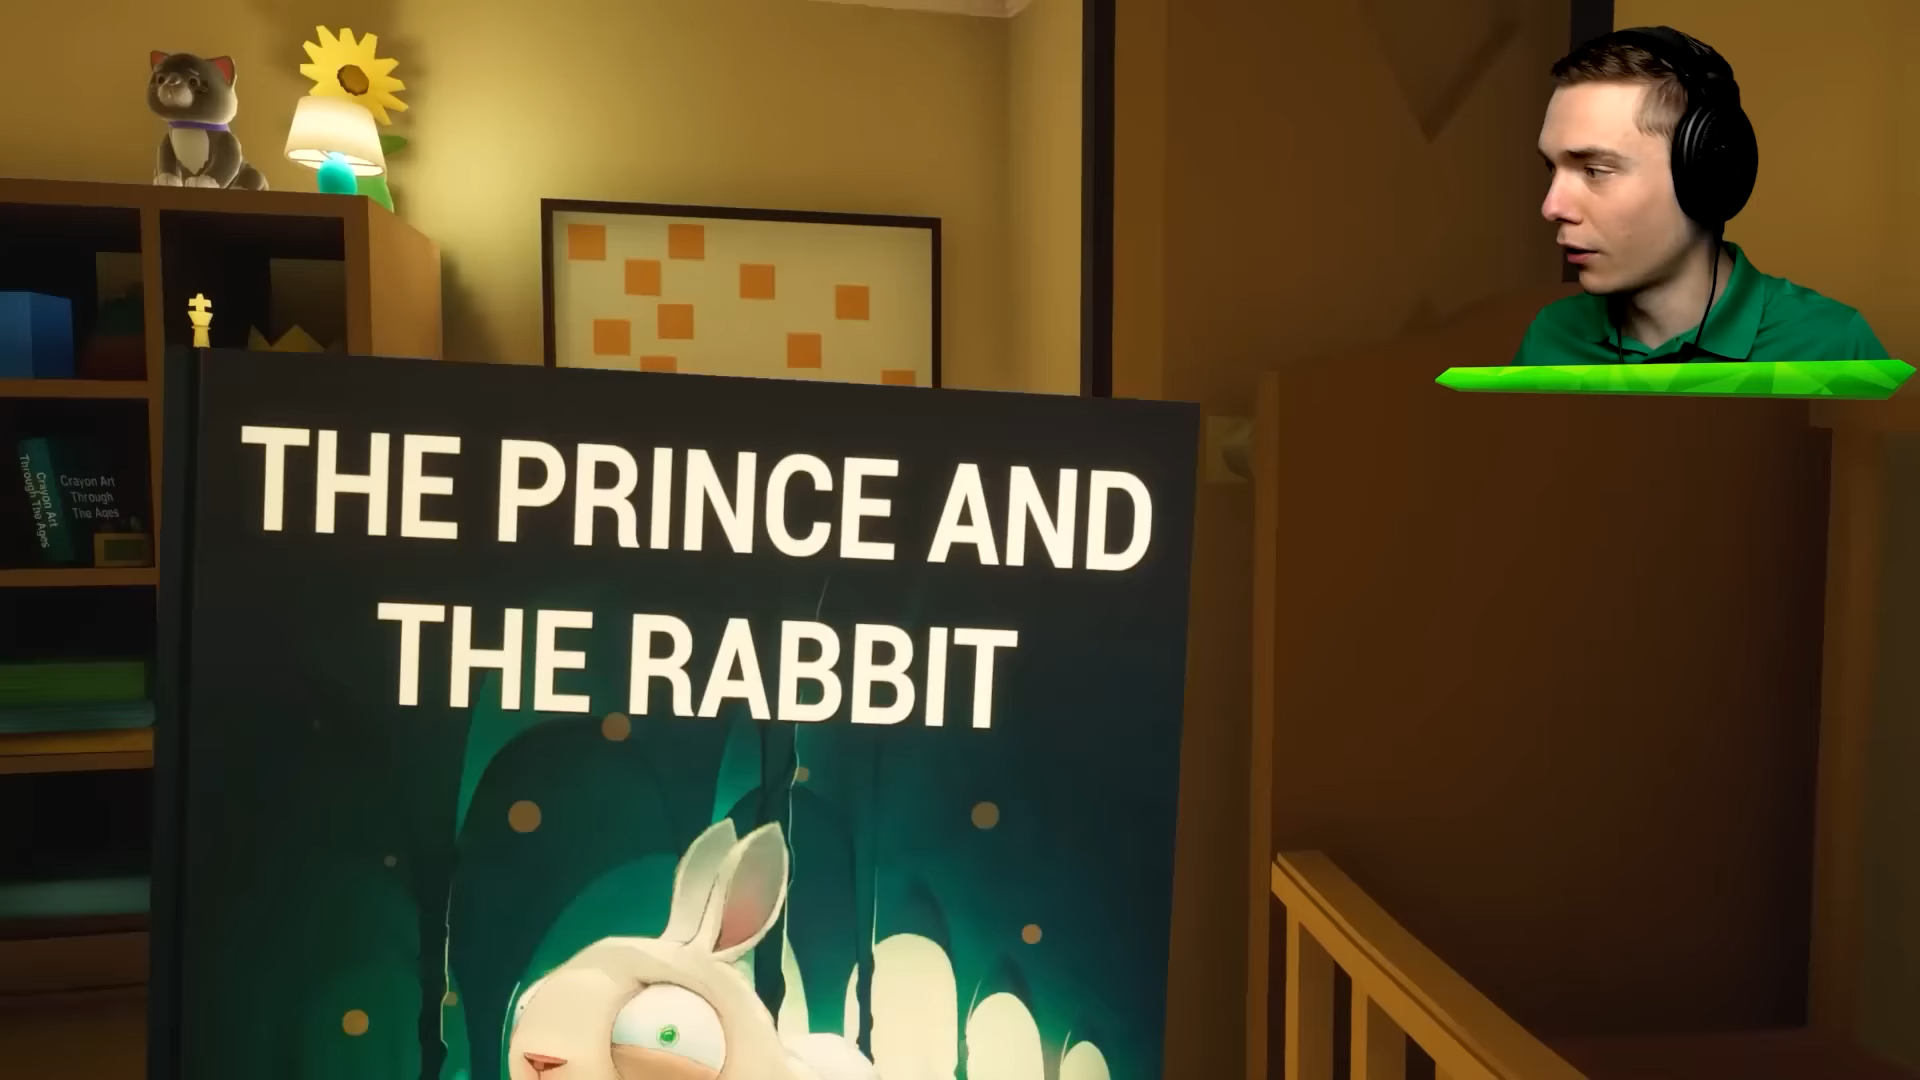 THE PRINCE AND
THE RABBIT
Crayon Art
Through The Ages
Crayon Art
Through
The Ages